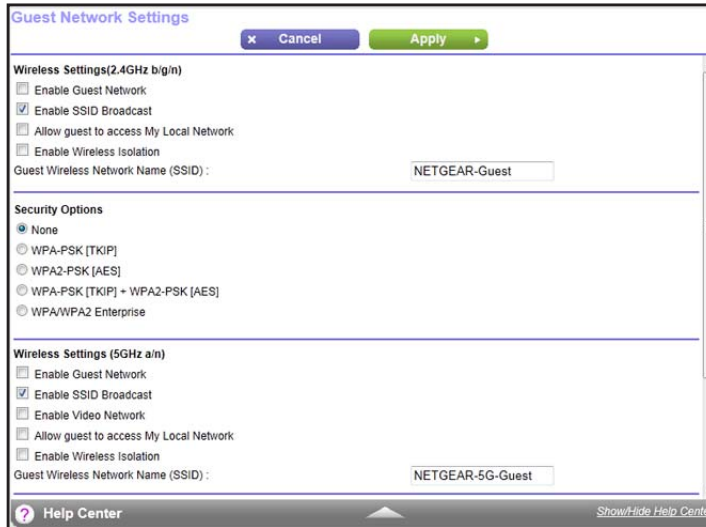 Guest Network Settings
× Cancel
Apply ▸
Wireless Settings(2.4GHz b/g/n)
Enable Guest Network
Enable SSID Broadcast
Allow guest to access My Local Network
Enable Wireless Isolation
Guest Wireless Network Name (SSID) : NETGEAR-Guest
Security Options
None
WPA-PSK [TKIP]
WPA2-PSK [AES]
WPA-PSK [TKIP] + WPA2-PSK [AES]
WPA/WPA2 Enterprise
Wireless Settings (5GHz a/n)
Enable Guest Network
Enable SSID Broadcast
Enable Video Network
Allow guest to access My Local Network
Enable Wireless Isolation
Guest Wireless Network Name (SSID) : NETGEAR-5G-Guest
? Help Center
Show/Hide Help Cente